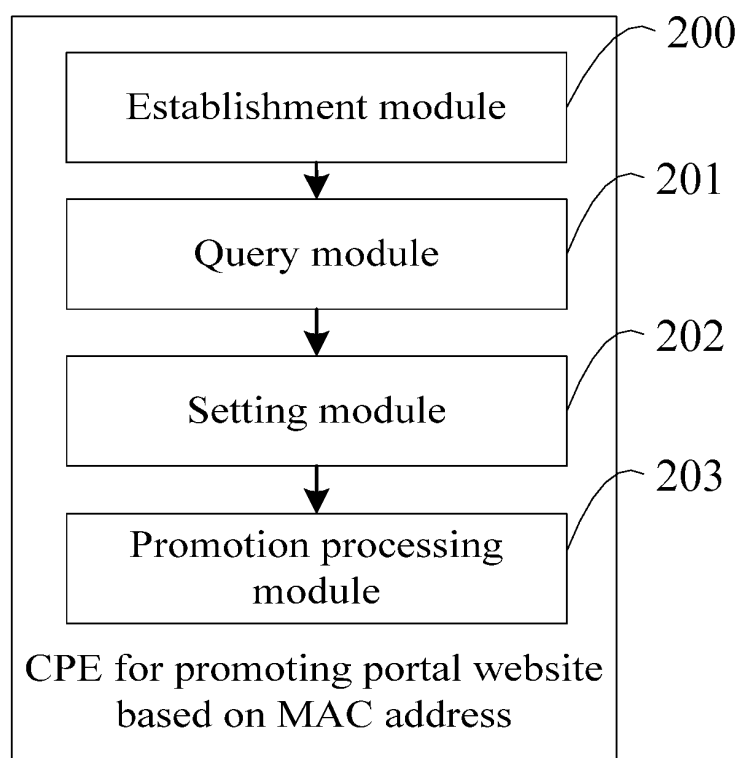 200
Establishment module
201
Query module
202
Setting module
203
Promotion processing
module
CPE for promoting portal website
based on MAC address